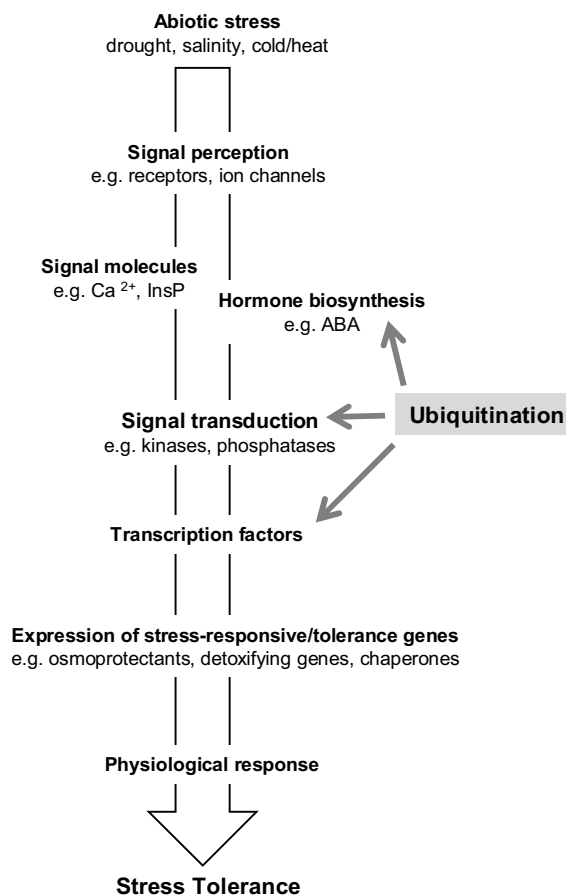 Abiotic stress
drought, salinity, cold/heat
Signal perception
e.g. receptors, ion channels
Signal molecules
e.g. Ca ²⁺, InsP
Hormone biosynthesis
e.g. ABA
Ubiquitination
Signal transduction
e.g. kinases, phosphatases
Transcription factors
Expression of stress-responsive/tolerance genes
e.g. osmoprotectants, detoxifying genes, chaperones
Physiological response
Stress Tolerance